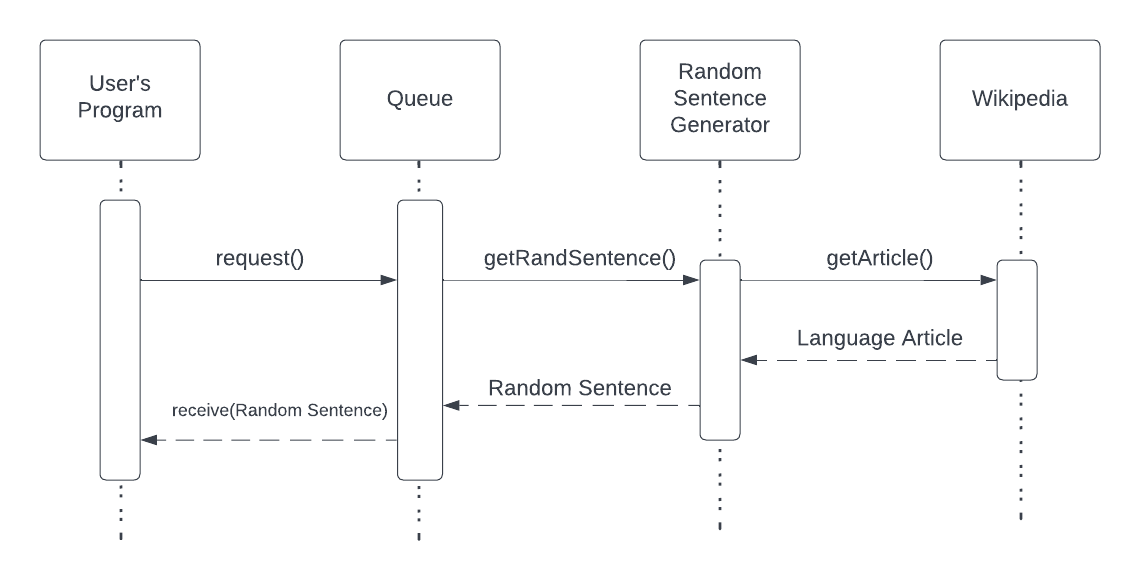 User's
Program
Queue
Random
Sentence
Generator
Wikipedia
request()
getRandSentence()
getArticle()
Language Article
Random Sentence
receive(Random Sentence)